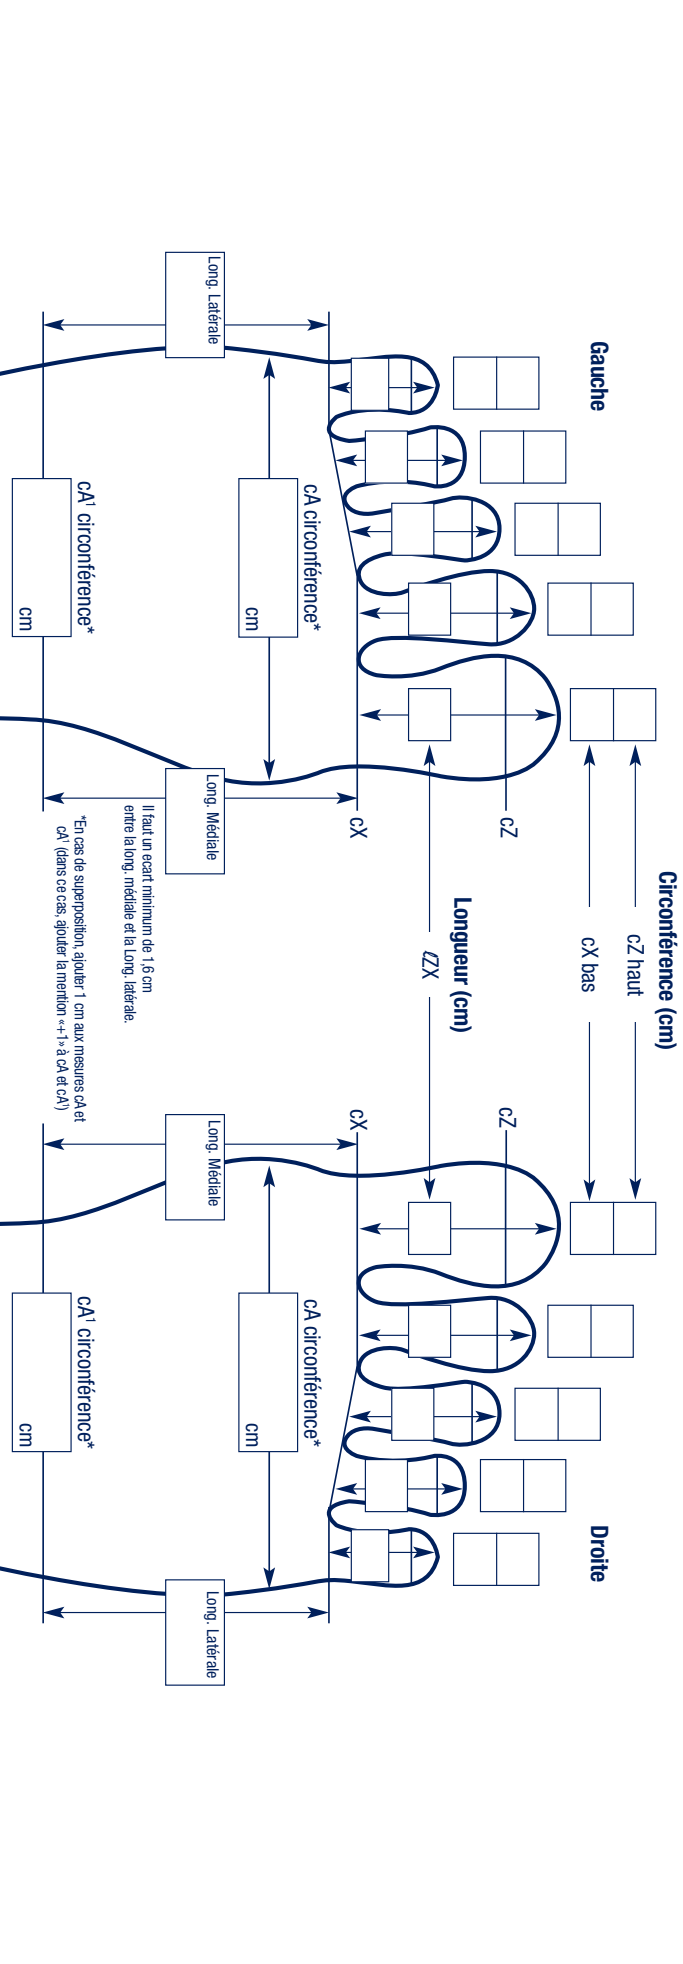 Circonférence (cm)
cZ haut
cX bas
Gauche
Droite
Longueur (cm)
ℓZX
cZ
cZ
cX
cX
cA circonférence*
cm
cA circonférence*
cm
Long. Latérale
Long. Médiale
Long. Médiale
Long. Latérale
Il faut un ecart minimum de 1,6 cm
entre la long. médiale et la Long. latérale.
cA¹ circonférence*
cm
cA¹ circonférence*
cm
*En cas de superposition, ajouter 1 cm aux mesures cA et
cA¹ (dans ce cas, ajouter la mention «+1» à cA et cA¹)